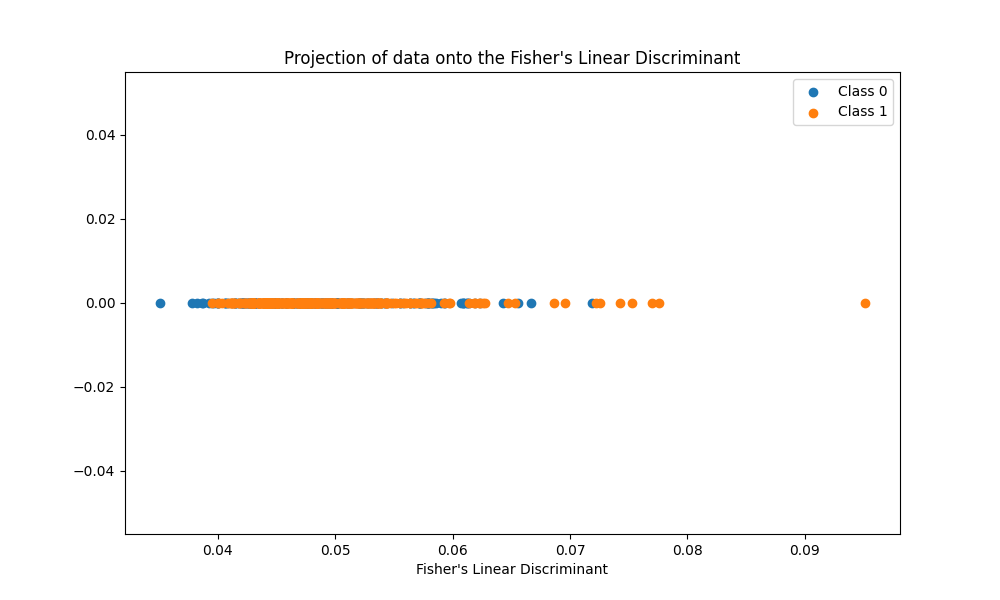 Projection of data onto the Fisher's Linear Discriminant
Class 0
Class 1
0.04
0.02
0.00
−0.02
−0.04
0.04 0.05 0.06 0.07 0.08 0.09
Fisher's Linear Discriminant